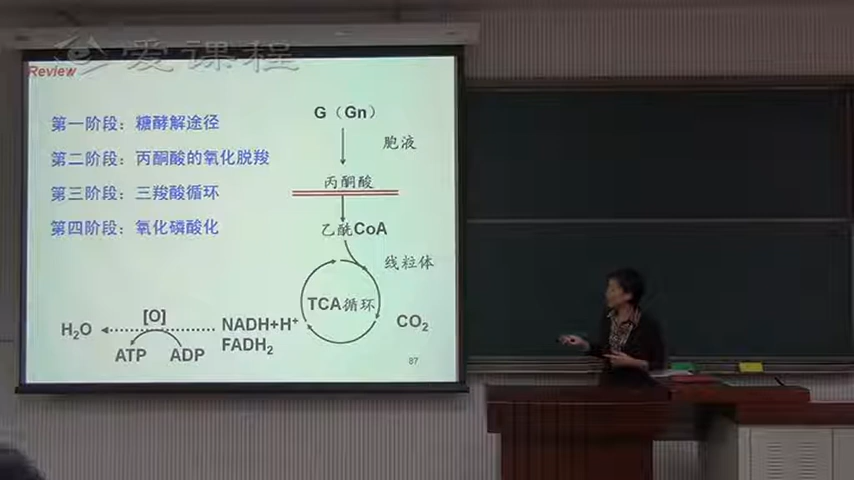 爱课程
Review
第一阶段：糖酵解途径
第二阶段：丙酮酸的氧化脱羧
第三阶段：三羧酸循环
第四阶段：氧化磷酸化
G（Gn）
胞液
丙酮酸
乙酰CoA
线粒体
TCA循环
CO₂
[O]
H₂O
NADH+H⁺
FADH₂
ATP
ADP
87